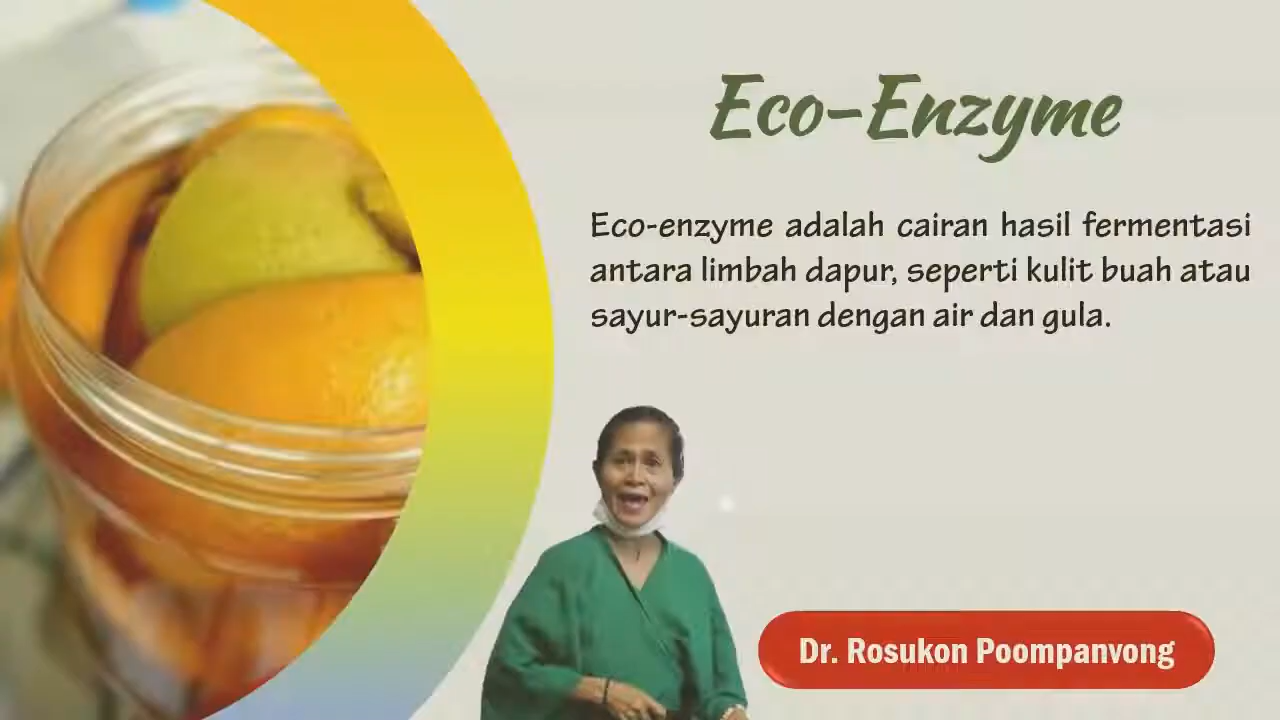 Eco-Enzyme
Eco-enzyme adalah cairan hasil fermentasi
antara limbah dapur, seperti kulit buah atau
sayur-sayuran dengan air dan gula.
Dr. Rosukon Poompanvong